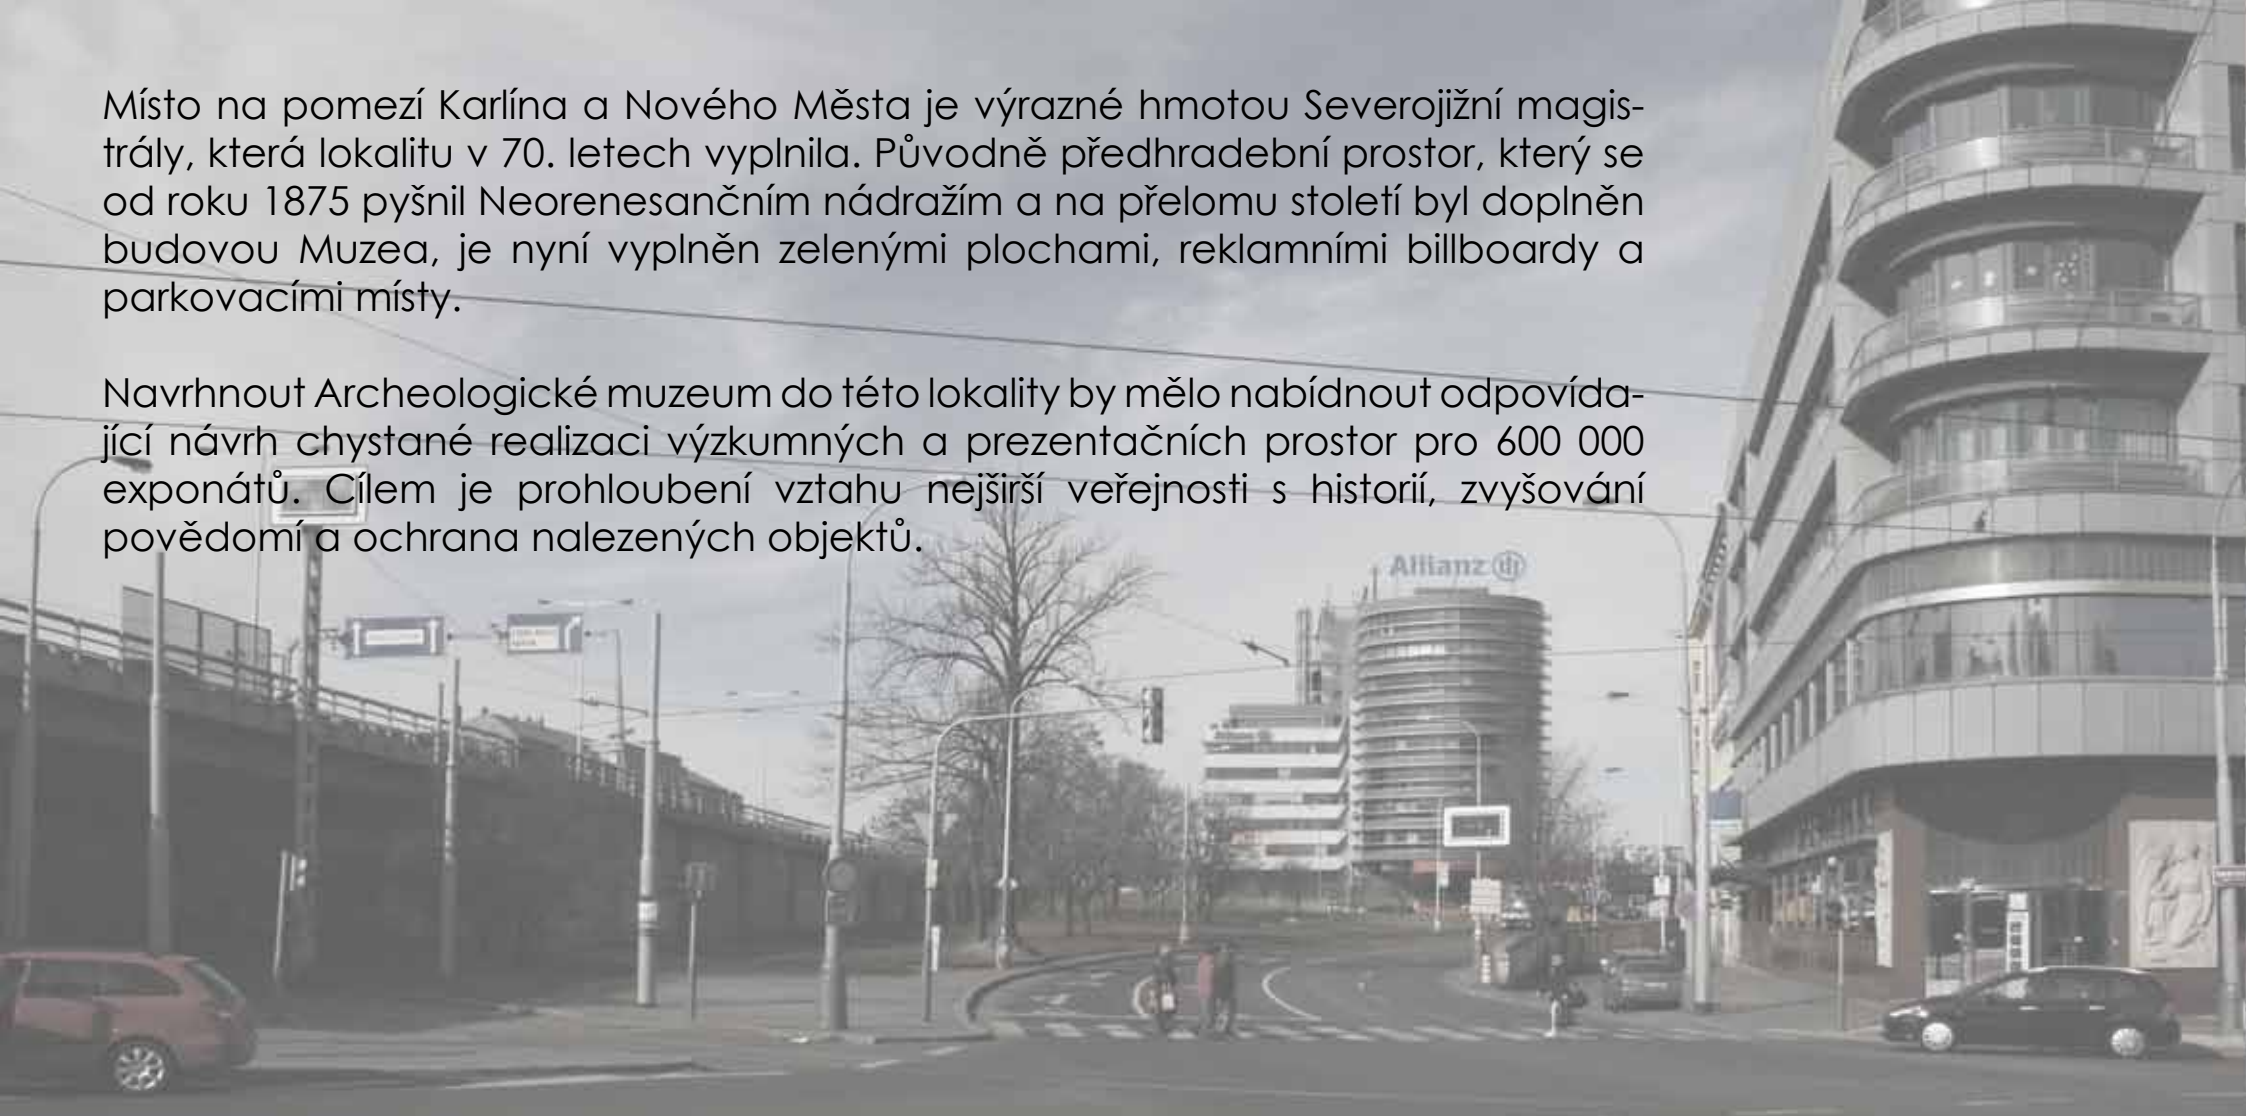 Místo na pomezí Karlína a Nového Města je výrazné hmotou Severojižní magis-
trály, která lokalitu v 70. letech vyplnila. Původně předhradební prostor, který se
od roku 1875 pyšnil Neorenesančním nádražím a na přelomu století byl doplněn
budovou Muzea, je nyní vyplněn zelenými plochami, reklamními billboardy a
parkovacími místy.
Navrhnout Archeologické muzeum do této lokality by mělo nabídnout odpovída-
jící návrh chystané realizaci výzkumných a prezentačních prostor pro 600 000
exponátů. Cílem je prohloubení vztahu nejširší veřejnosti s historií, zvyšování
povědomí a ochrana nalezených objektů.
Allianz